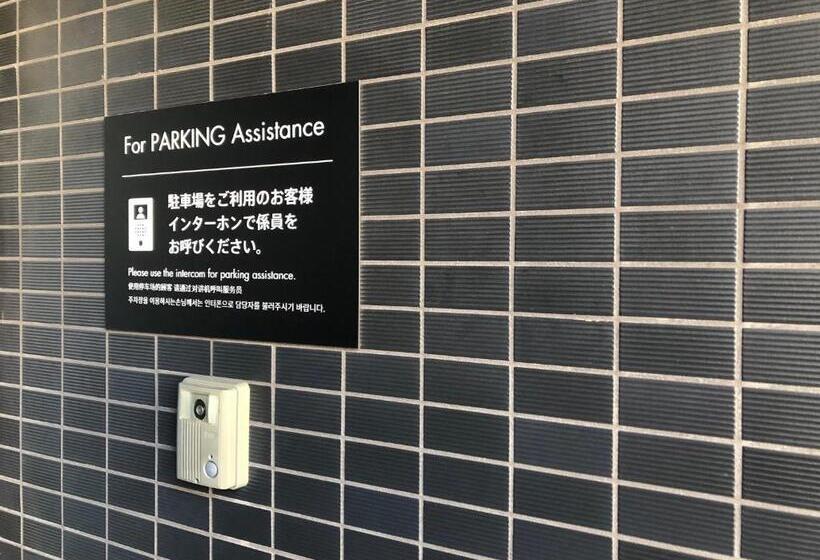 For PARKING Assistance
駐車場をご利用のお客様
インターホンで係員を
お呼びください。
Please use the intercom for parking assistance.
使用停车场的顾客 请通过对讲机呼叫服务员
주차장을 이용하시는손님께서는 인터폰으로 담당자를 불러주시기 바랍니다.